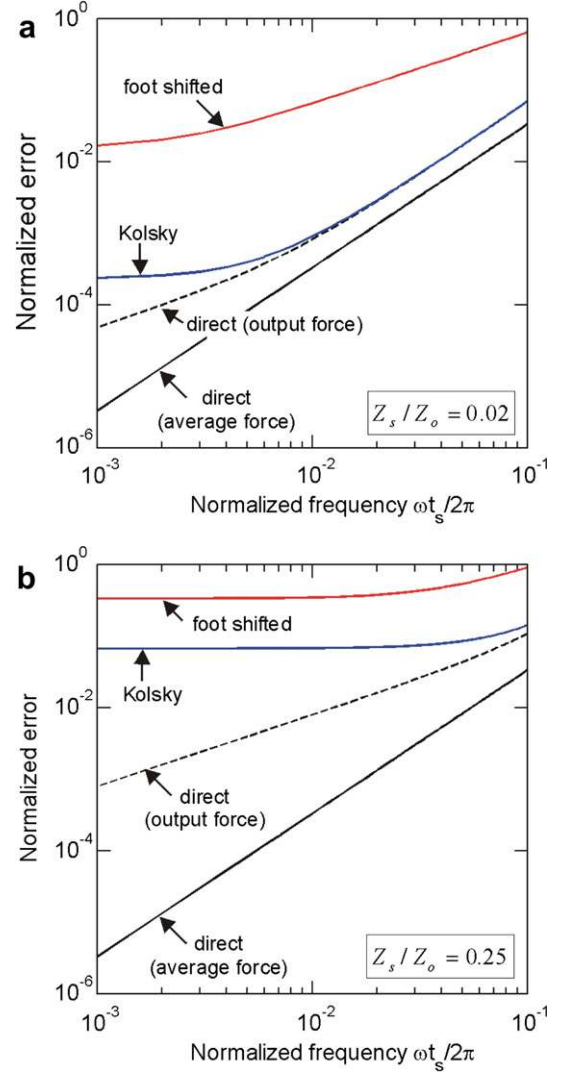 a
10^0
foot shifted
10^-2
Normalized error
Kolsky
10^-4
direct (output force)
direct
(average force)
Z_s / Z_o = 0.02
10^-6
10^-3
10^-2
10^-1
Normalized frequency ωt_s/2π
b
10^0
foot shifted
Kolsky
10^-2
Normalized error
direct
(output force)
10^-4
direct
(average force)
Z_s / Z_o = 0.25
10^-6
10^-3
10^-2
10^-1
Normalized frequency ωt_s/2π